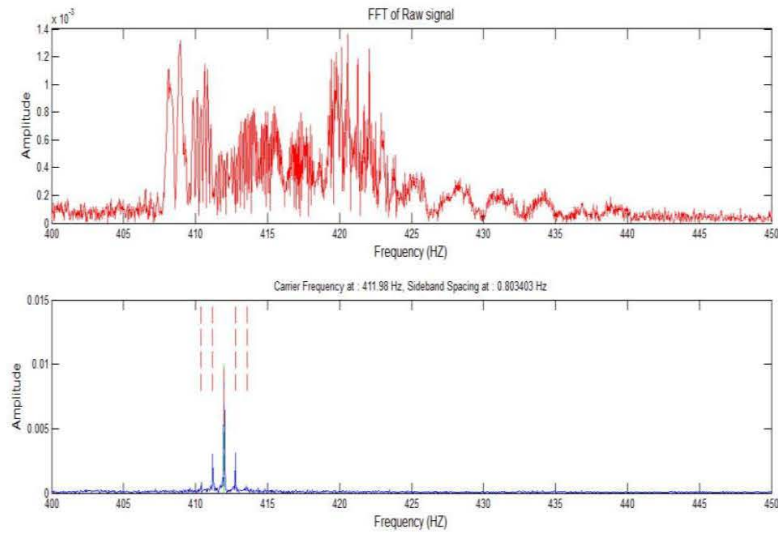 FFT of Raw signal
x 10⁻³
1.4
1.2
1
0.8
0.6
0.4
0.2
0
Amplitude
400 405 410 415 420 425 430 435 440 445 450
Frequency (HZ)
Carrier Frequency at : 411.98 Hz, Sideband Spacing at : 0.803403 Hz
0.015
0.01
0.005
0
Amplitude
400 405 410 415 420 425 430 435 440 445 450
Frequency (HZ)